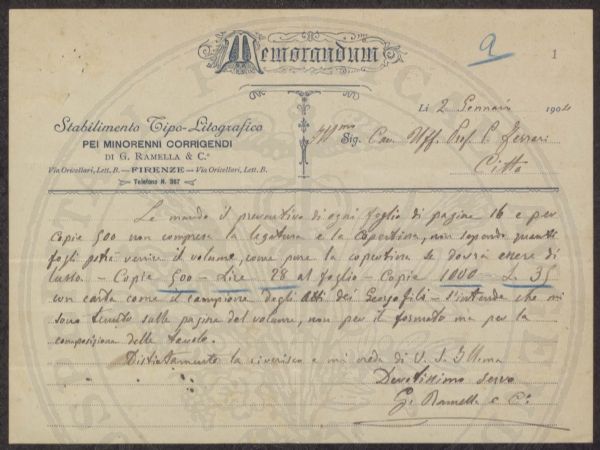 Memorandum
a
1
Li 2 Gennaio 1904
Stabilimento Tipo-Litografico
PEI MINORENNI CORRIGENDI
DI G. RAMELLA & C.°
Via Oricellari, Lett. B. — FIRENZE — Via Oricellari, Lett. B.
Telefono N. 967
Ill.mo Sig. Cav. Uff. Prof. P. Ferrari
Città
Le mando il preventivo di ogni foglio di pagine 16 e per
copie 500 non compresa la legatura e la copertina, non sapendo quanti
fogli potrà venire il volume, come pure la copertina se dovrà essere di
lusso. - Copie 500 - Lire 28 al foglio - Copie 1000 - L. 35
con carta come il campione degli Atti dei Georgofili - s'intende che mi
sono tenuto sulle pagine del volume, non per il formato ma per la
composizione delle tavole.
Distintamente la riverisco e mi creda di V. S. Illma
Devotissimo servo
G. Ramella e C.